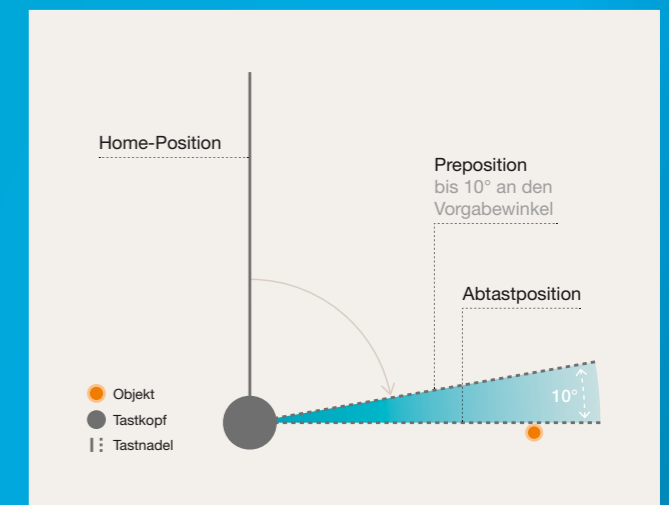 Home-Position
Preposition
bis 10° an den
Vorgabewinkel
Abtastposition
10°
Objekt
Tastkopf
Tastnadel